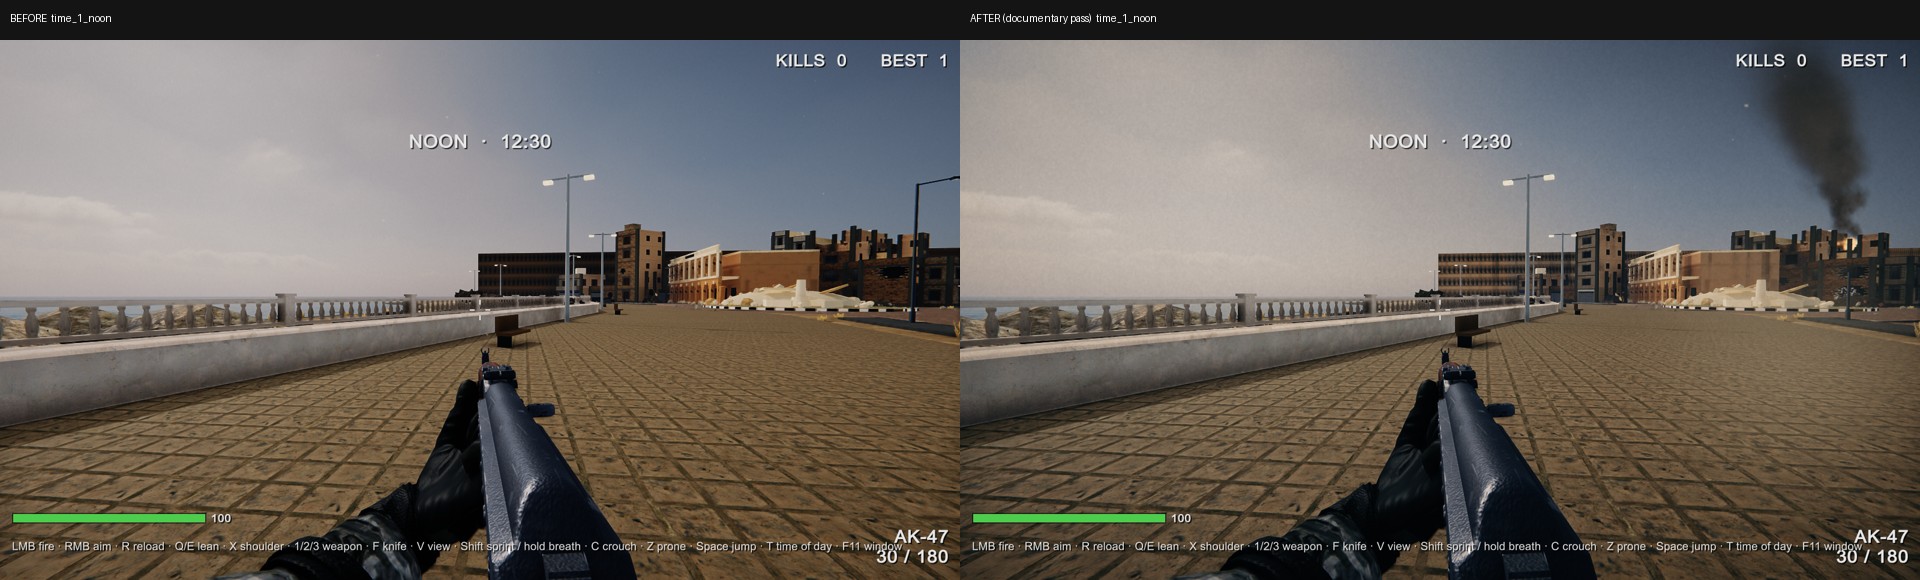 BEFORE time_1_noon
AFTER (documentary pass) time_1_noon
KILLS 0 BEST 1
NOON · 12:30
100
LMB fire · RMB aim · R reload · Q/E lean · X shoulder · 1/2/3 weapon · F knife · V view · Shift sprint / hold breath · C crouch · Z prone · Space jump · T time of day · F11 window
AK-47
30 / 180
KILLS 0 BEST 1
NOON · 12:30
100
LMB fire · RMB aim · R reload · Q/E lean · X shoulder · 1/2/3 weapon · F knife · V view · Shift sprint / hold breath · C crouch · Z prone · Space jump · T time of day · F11 window
AK-47
30 / 180